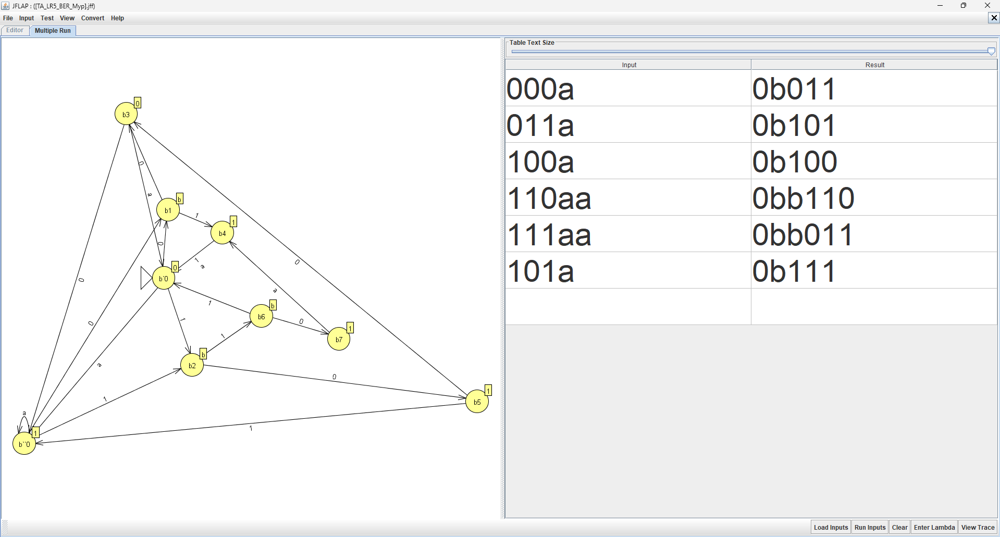 JFLAP : ([TA_LR5_BER_Myp].jff)
File Input Test View Convert Help
Editor Multiple Run
Table Text Size
Input Result
000a 0b011
011a 0b101
100a 0b100
110aa 0bb110
111aa 0bb011
101a 0b111
0
b3
0
a
b
b1
1
1
b4
0
0
1
a
0
b`0
0
a
b
b6
1
0
1
b7
0
1
1
b
b2
a
0
1
1
b5
a
1
b``0
1
Load Inputs Run Inputs Clear Enter Lambda View Trace